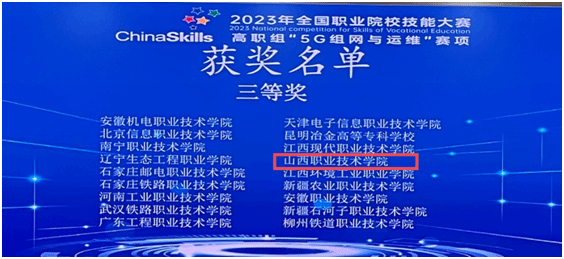 ChinaSkills
2023年全国职业院校技能大赛
2023 National competition for Skills of Vocational Education
高职组“5G组网与运维”赛项
获奖名单
三等奖
安徽机电职业技术学院
北京信息职业技术学院
南宁职业技术学院
辽宁生态工程职业学院
石家庄邮电职业技术学院
石家庄铁路职业技术学院
河南工业职业技术学院
武汉铁路职业技术学院
广东工程职业技术学院
天津电子信息职业技术学院
昆明冶金高等专科学校
江西现代职业技术学院
山西职业技术学院
江西环境工程职业学院
新疆农业职业技术学院
安徽职业技术学院
新疆石河子职业技术学院
柳州铁道职业技术学院